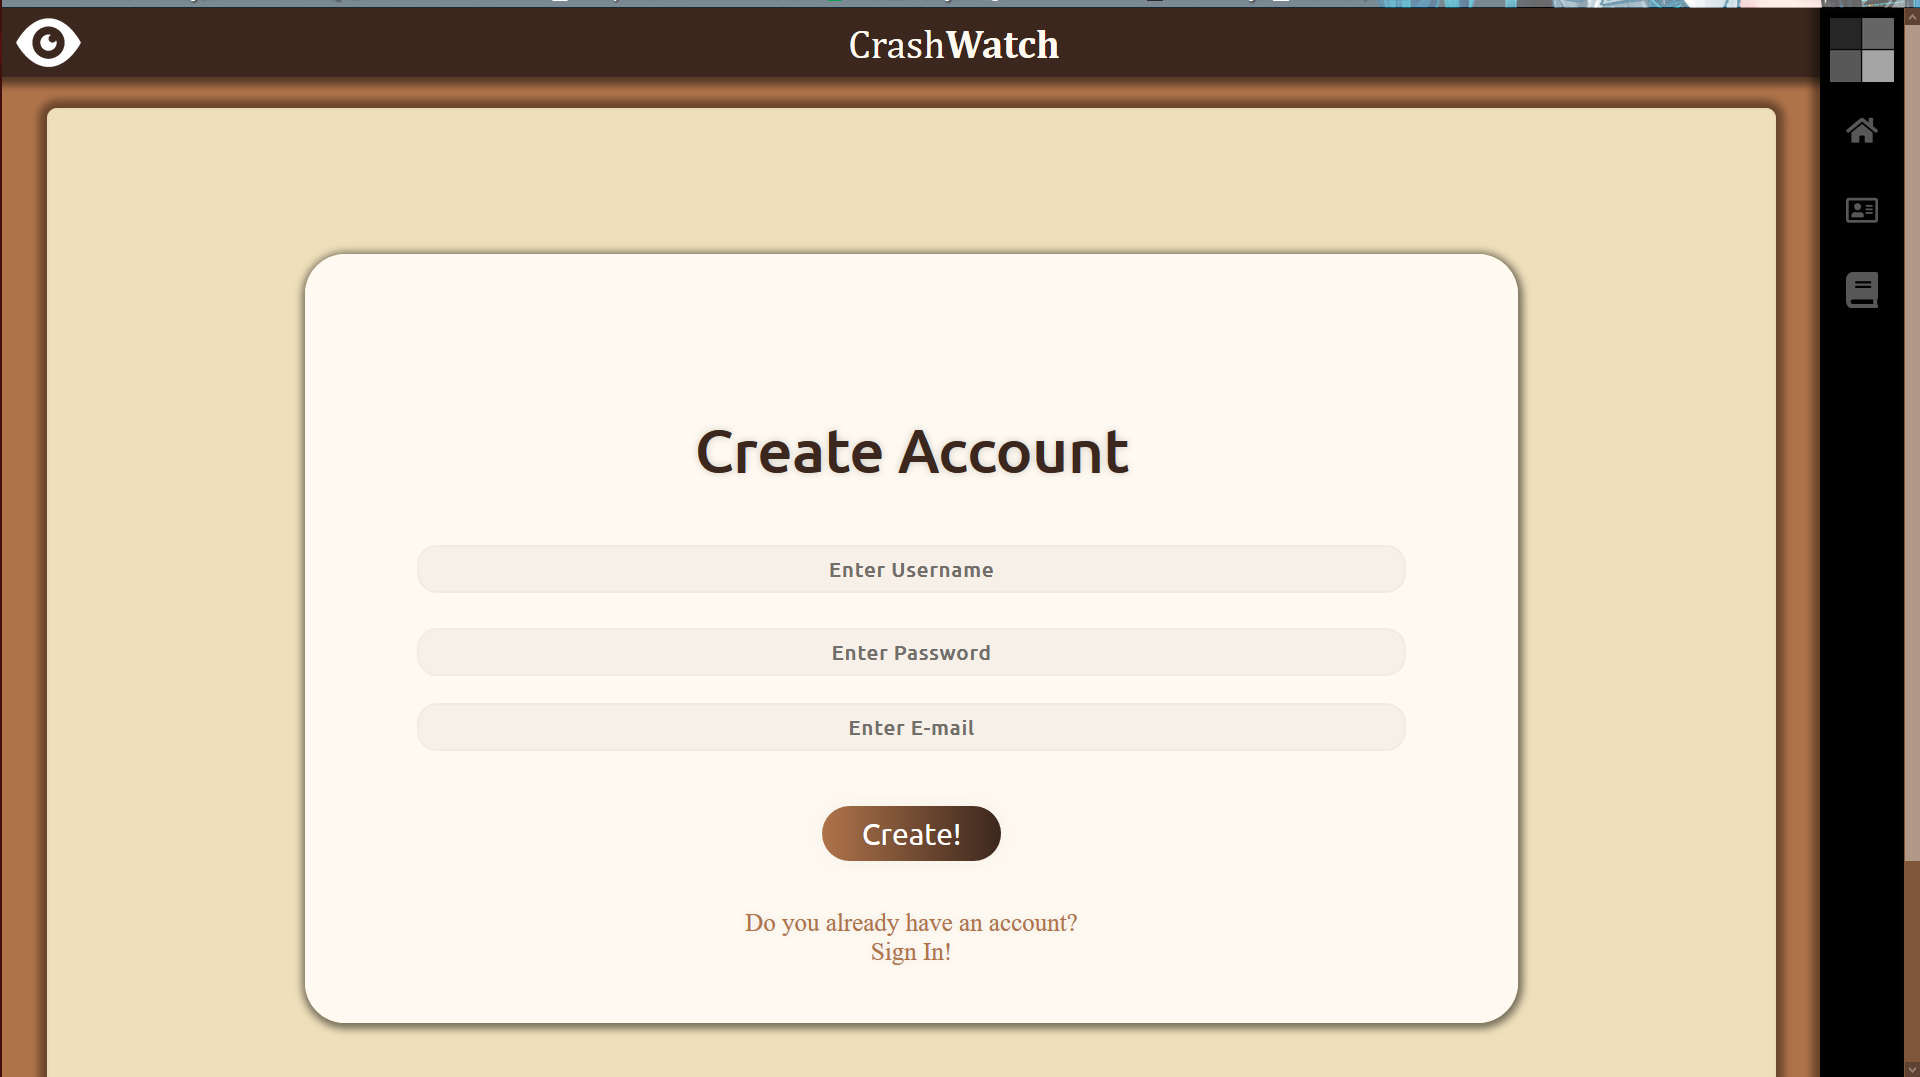 CrashWatch
Create Account
Enter Username
Enter Password
Enter E-mail
Create!
Do you already have an account?
Sign In!